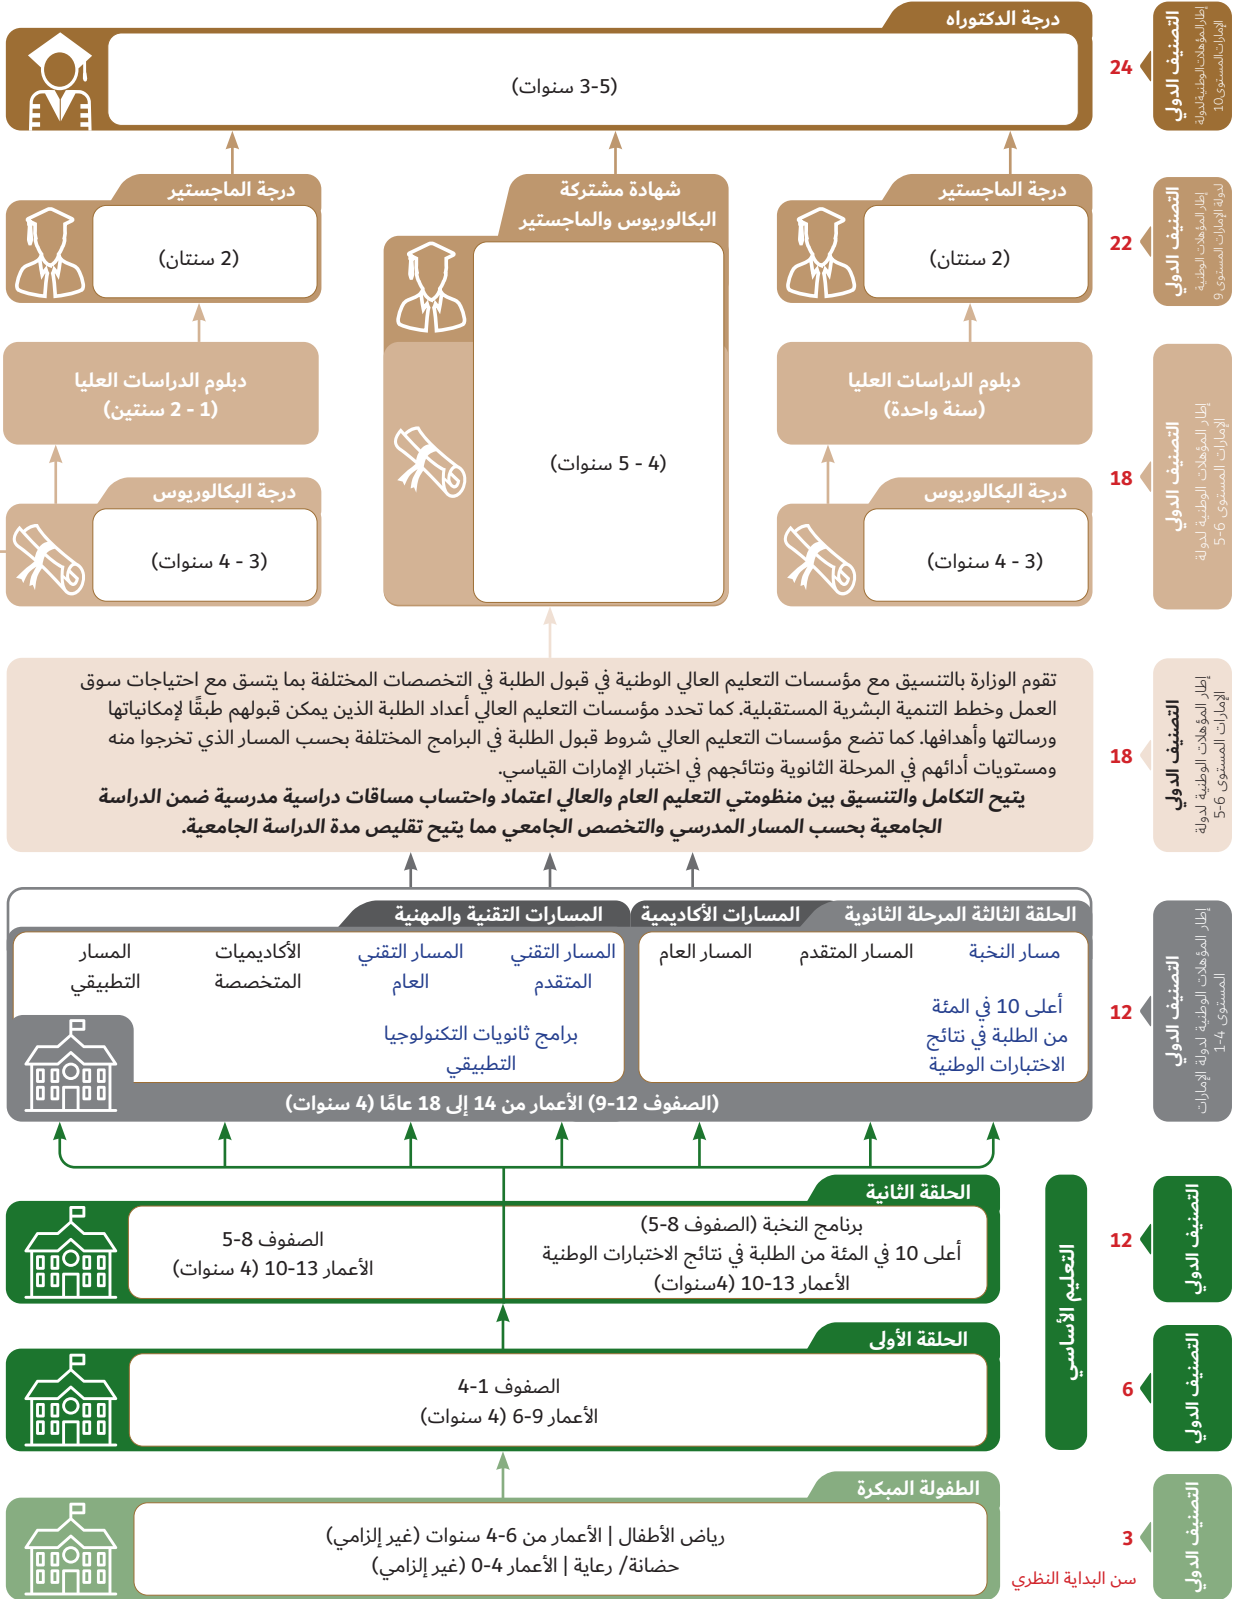 درجة الدكتوراه
(3-5 سنوات)
24
التصنيف الدولي
إطار المؤهلات الوطنية لدولة
الإمارات المستوى 10
درجة الماجستير
(2 سنتان)
شهادة مشتركة
البكالوريوس والماجستير
(4 - 5 سنوات)
درجة الماجستير
(2 سنتان)
22
التصنيف الدولي
إطار المؤهلات الوطنية
لدولة الإمارات المستوى 9
دبلوم الدراسات العليا
(سنة واحدة)
دبلوم الدراسات العليا
(1 - 2 سنتين)
درجة البكالوريوس
(3 - 4 سنوات)
درجة البكالوريوس
(3 - 4 سنوات)
18
التصنيف الدولي
إطار المؤهلات الوطنية لدولة
الإمارات المستوى 6-5
تقوم الوزارة بالتنسيق مع مؤسسات التعليم العالي الوطنية في قبول الطلبة في التخصصات المختلفة بما يتسق مع احتياجات سوق
العمل وخطط التنمية البشرية المستقبلية. كما تحدد مؤسسات التعليم العالي أعداد الطلبة الذين يمكن قبولهم طبقًا لإمكانياتها
ورسالتها وأهدافها. كما تضع مؤسسات التعليم العالي شروط قبول الطلبة في البرامج المختلفة بحسب المسار الذي تخرجوا منه
ومستويات أدائهم في المرحلة الثانوية ونتائجهم في اختبار الإمارات القياسي.
يتيح التكامل والتنسيق بين منظومتي التعليم العام والعالي اعتماد واحتساب مساقات دراسية مدرسية ضمن الدراسة
الجامعية بحسب المسار المدرسي والتخصص الجامعي مما يتيح تقليص مدة الدراسة الجامعية.
18
التصنيف الدولي
إطار المؤهلات الوطنية لدولة
الإمارات المستوى 6-5
الحلقة الثالثة المرحلة الثانوية
المسارات الأكاديمية
المسارات التقنية والمهنية
مسار النخبة
المسار المتقدم
المسار العام
أعلى 10 في المئة
من الطلبة في نتائج
الاختبارات الوطنية
المسار التقني
المتقدم
المسار التقني
العام
الأكاديميات
المتخصصة
المسار
التطبيقي
برامج ثانويات التكنولوجيا
التطبيقي
(الصفوف 12-9) الأعمار من 14 إلى 18 عامًا (4 سنوات)
12
التصنيف الدولي
إطار المؤهلات الوطنية لدولة الإمارات
المستوى 4-1
الحلقة الثانية
برنامج النخبة (الصفوف 8-5)
أعلى 10 في المئة من الطلبة في نتائج الاختبارات الوطنية
الأعمار 13-10 (4سنوات)
الصفوف 8-5
الأعمار 13-10 (4 سنوات)
التعليم الأساسي
12
التصنيف الدولي
الحلقة الأولى
الصفوف 1-4
الأعمار 9-6 (4 سنوات)
6
التصنيف الدولي
الطفولة المبكرة
رياض الأطفال | الأعمار من 6-4 سنوات (غير إلزامي)
حضانة/ رعاية | الأعمار 4-0 (غير إلزامي)
3
سن البداية النظري
التصنيف الدولي